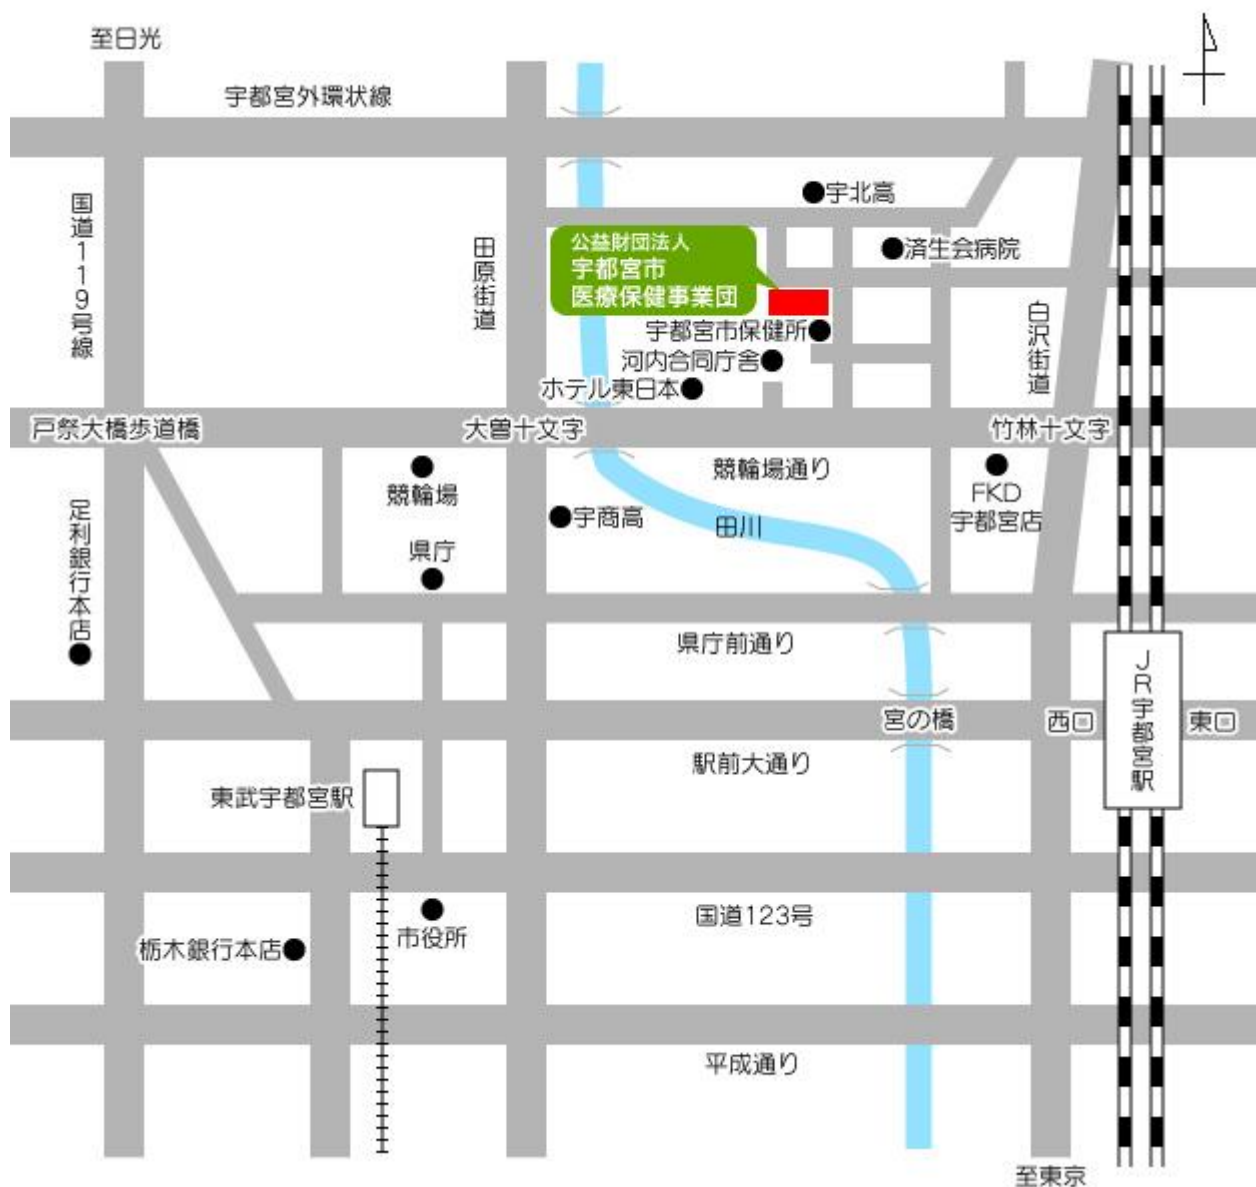 至日光
宇都宮外環状線
国道119号線
田原街道
宇北高
済生会病院
公益財団法人
宇都宮市
医療保健事業団
宇都宮市保健所
河内合同庁舎
ホテル東日本
白沢街道
戸祭大橋歩道橋
大曽十文字
竹林十文字
競輪場通り
競輪場
FKD
宇都宮店
宇商高
田川
足利銀行本店
県庁
県庁前通り
JR宇都宮駅
宮の橋
西口
東口
駅前大通り
東武宇都宮駅
国道123号
市役所
栃木銀行本店
平成通り
至東京